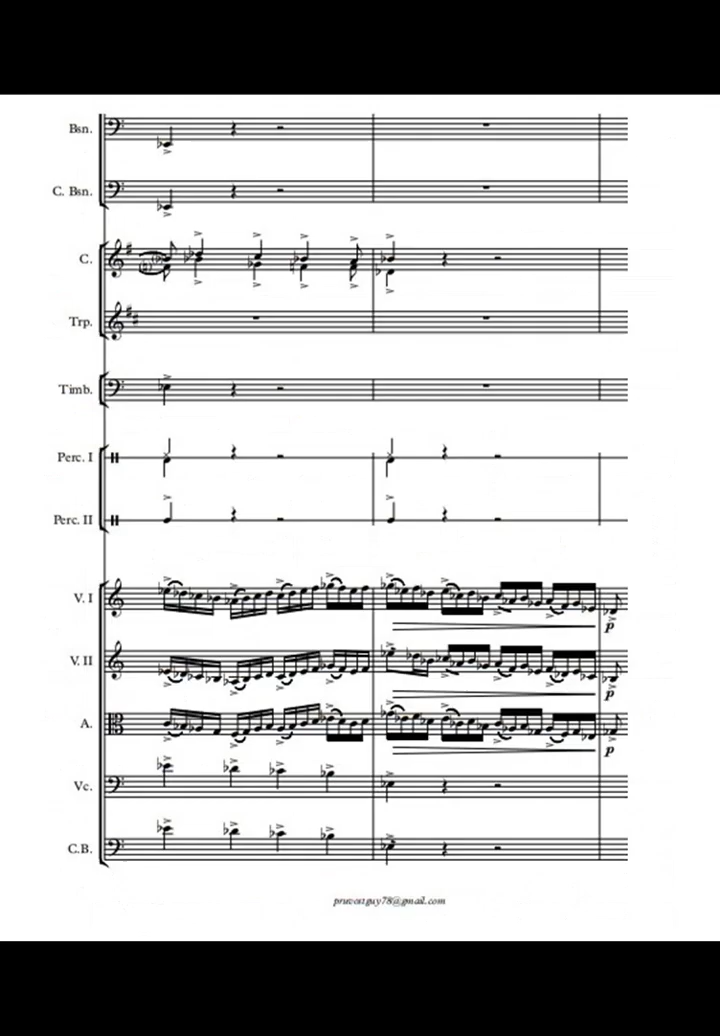 Bsn.
C. Bsn.
C.
Trp.
Timb.
Perc. I
Perc. II
V. I
p
V. II
p
A.
p
Vc.
C.B.
pruvostguy78@gmail.com